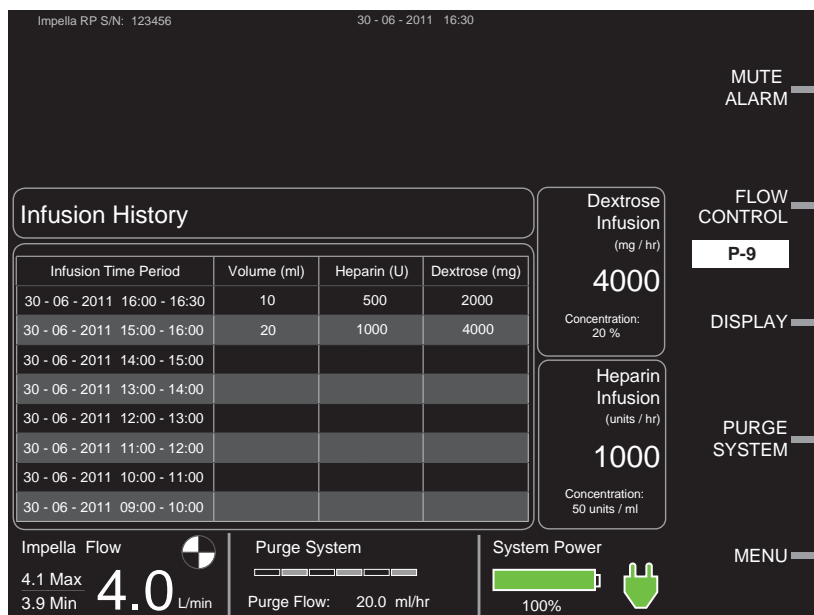 Impella RP S/N: 123456
30 - 06 - 2011 16:30
MUTE
ALARM
Infusion History
Infusion Time Period Volume (ml) Heparin (U) Dextrose (mg)
30 - 06 - 2011 16:00 - 16:30 10 500 2000
30 - 06 - 2011 15:00 - 16:00 20 1000 4000
30 - 06 - 2011 14:00 - 15:00
30 - 06 - 2011 13:00 - 14:00
30 - 06 - 2011 12:00 - 13:00
30 - 06 - 2011 11:00 - 12:00
30 - 06 - 2011 10:00 - 11:00
30 - 06 - 2011 09:00 - 10:00
Dextrose
Infusion
(mg / hr)
4000
Concentration:
20 %
Heparin
Infusion
(units / hr)
1000
Concentration:
50 units / ml
FLOW
CONTROL
P-9
DISPLAY
PURGE
SYSTEM
MENU
Impella Flow
4.1 Max
3.9 Min
4.0 L/min
Purge System
Purge Flow: 20.0 ml/hr
System Power
100%